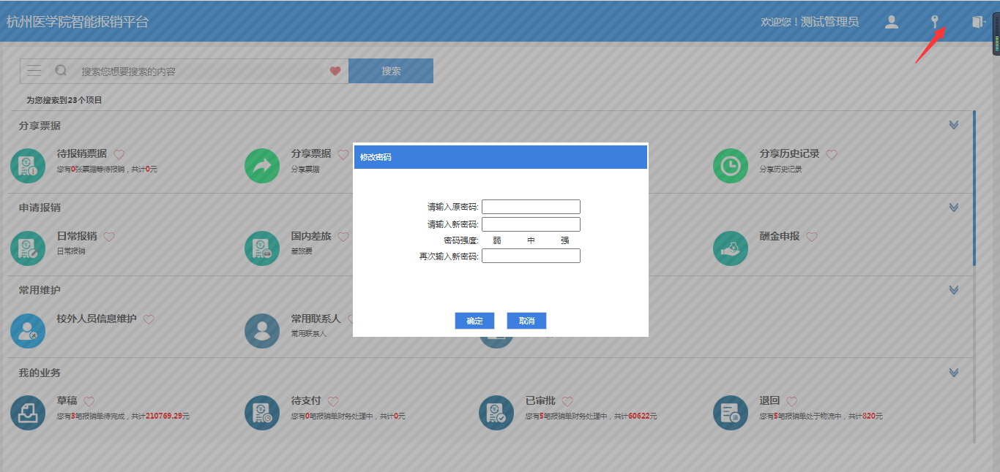 杭州医学院智能报销平台
欢迎您！测试管理员
搜索您想要搜索的内容
搜索
为您搜索到23个项目
分享票据
待报销票据
您有0张票据等待报销，共计0元
分享票据
分享票据
分享历史记录
分享历史记录
申请报销
日常报销
日常报销
国内差旅
差旅费
酬金申报
常用维护
校外人员信息维护
常用联系人
常用联系人
我的业务
草稿
您有3笔报销单待完成，共计210769.29元
待支付
您有0笔报销单财务处理中，共计0元
已审批
您有5笔报销单财务处理中，共计60622元
退回
您有5笔报销单处于物流中，共计820元
修改密码
请输入原密码:
请输入新密码:
密码强度: 弱 中 强
再次输入新密码:
确定
取消